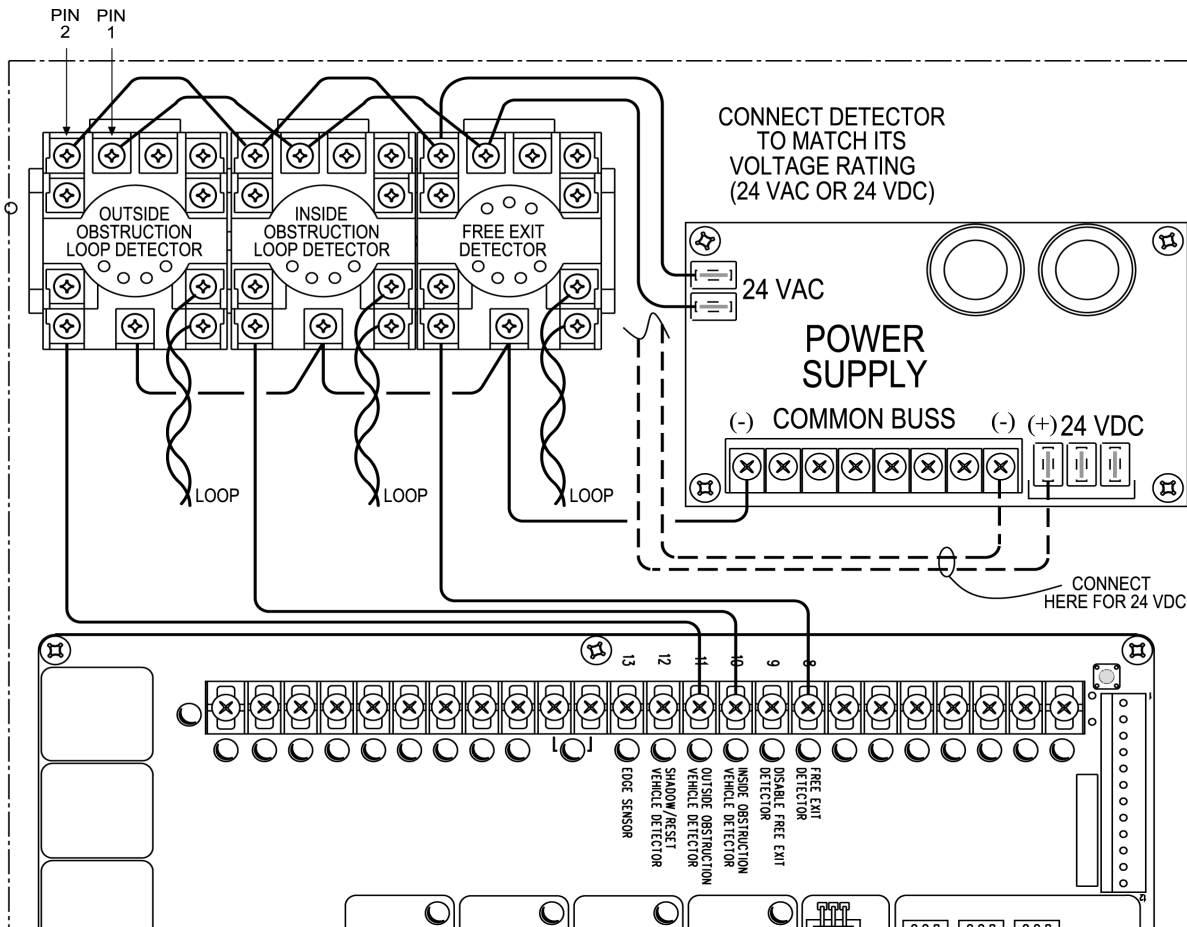 PIN PIN
2 1
CONNECT DETECTOR
TO MATCH ITS
VOLTAGE RATING
(24 VAC OR 24 VDC)
OUTSIDE
OBSTRUCTION
LOOP DETECTOR
INSIDE
OBSTRUCTION
LOOP DETECTOR
FREE EXIT
DETECTOR
24 VAC
POWER
SUPPLY
(-) COMMON BUSS (-) (+) 24 VDC
LOOP
LOOP
LOOP
CONNECT
HERE FOR 24 VDC
13 12 11 10 9 8
1
EDGE SENSOR
SHADOW/RESET
VEHICLE DETECTOR
OUTSIDE OBSTRUCTION
VEHICLE DETECTOR
INSIDE OBSTRUCTION
VEHICLE DETECTOR
DISABLE FREE EXIT
DETECTOR
FREE EXIT
DETECTOR